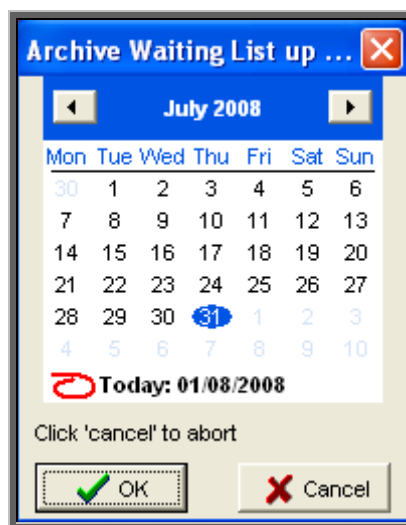 Archive Waiting List up ...
July 2008
Mon Tue Wed Thu Fri Sat Sun
30 1 2 3 4 5 6
7 8 9 10 11 12 13
14 15 16 17 18 19 20
21 22 23 24 25 26 27
28 29 30 31 1 2 3
4 5 6 7 8 9 10
Today: 01/08/2008
Click 'cancel' to abort
OK Cancel